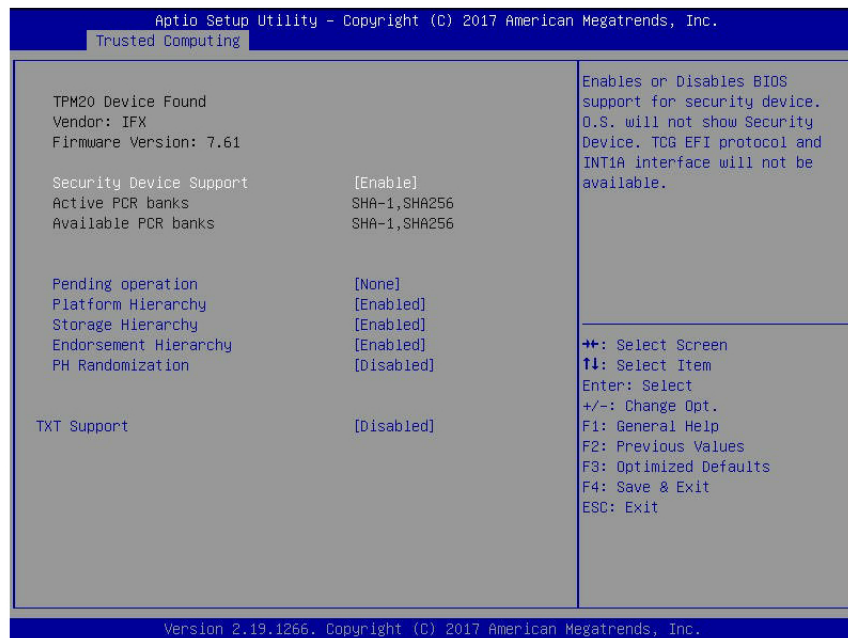 Aptio Setup Utility – Copyright (C) 2017 American Megatrends, Inc.
Trusted Computing
TPM20 Device Found
Vendor: IFX
Firmware Version: 7.61
Security Device Support [Enable]
Active PCR banks SHA-1,SHA256
Available PCR banks SHA-1,SHA256
Pending operation [None]
Platform Hierarchy [Enabled]
Storage Hierarchy [Enabled]
Endorsement Hierarchy [Enabled]
PH Randomization [Disabled]
TXT Support [Disabled]
Enables or Disables BIOS
support for security device.
O.S. will not show Security
Device. TCG EFI protocol and
INT1A interface will not be
available.
→←: Select Screen
↑↓: Select Item
Enter: Select
+/-: Change Opt.
F1: General Help
F2: Previous Values
F3: Optimized Defaults
F4: Save & Exit
ESC: Exit
Version 2.19.1266. Copyright (C) 2017 American Megatrends, Inc.